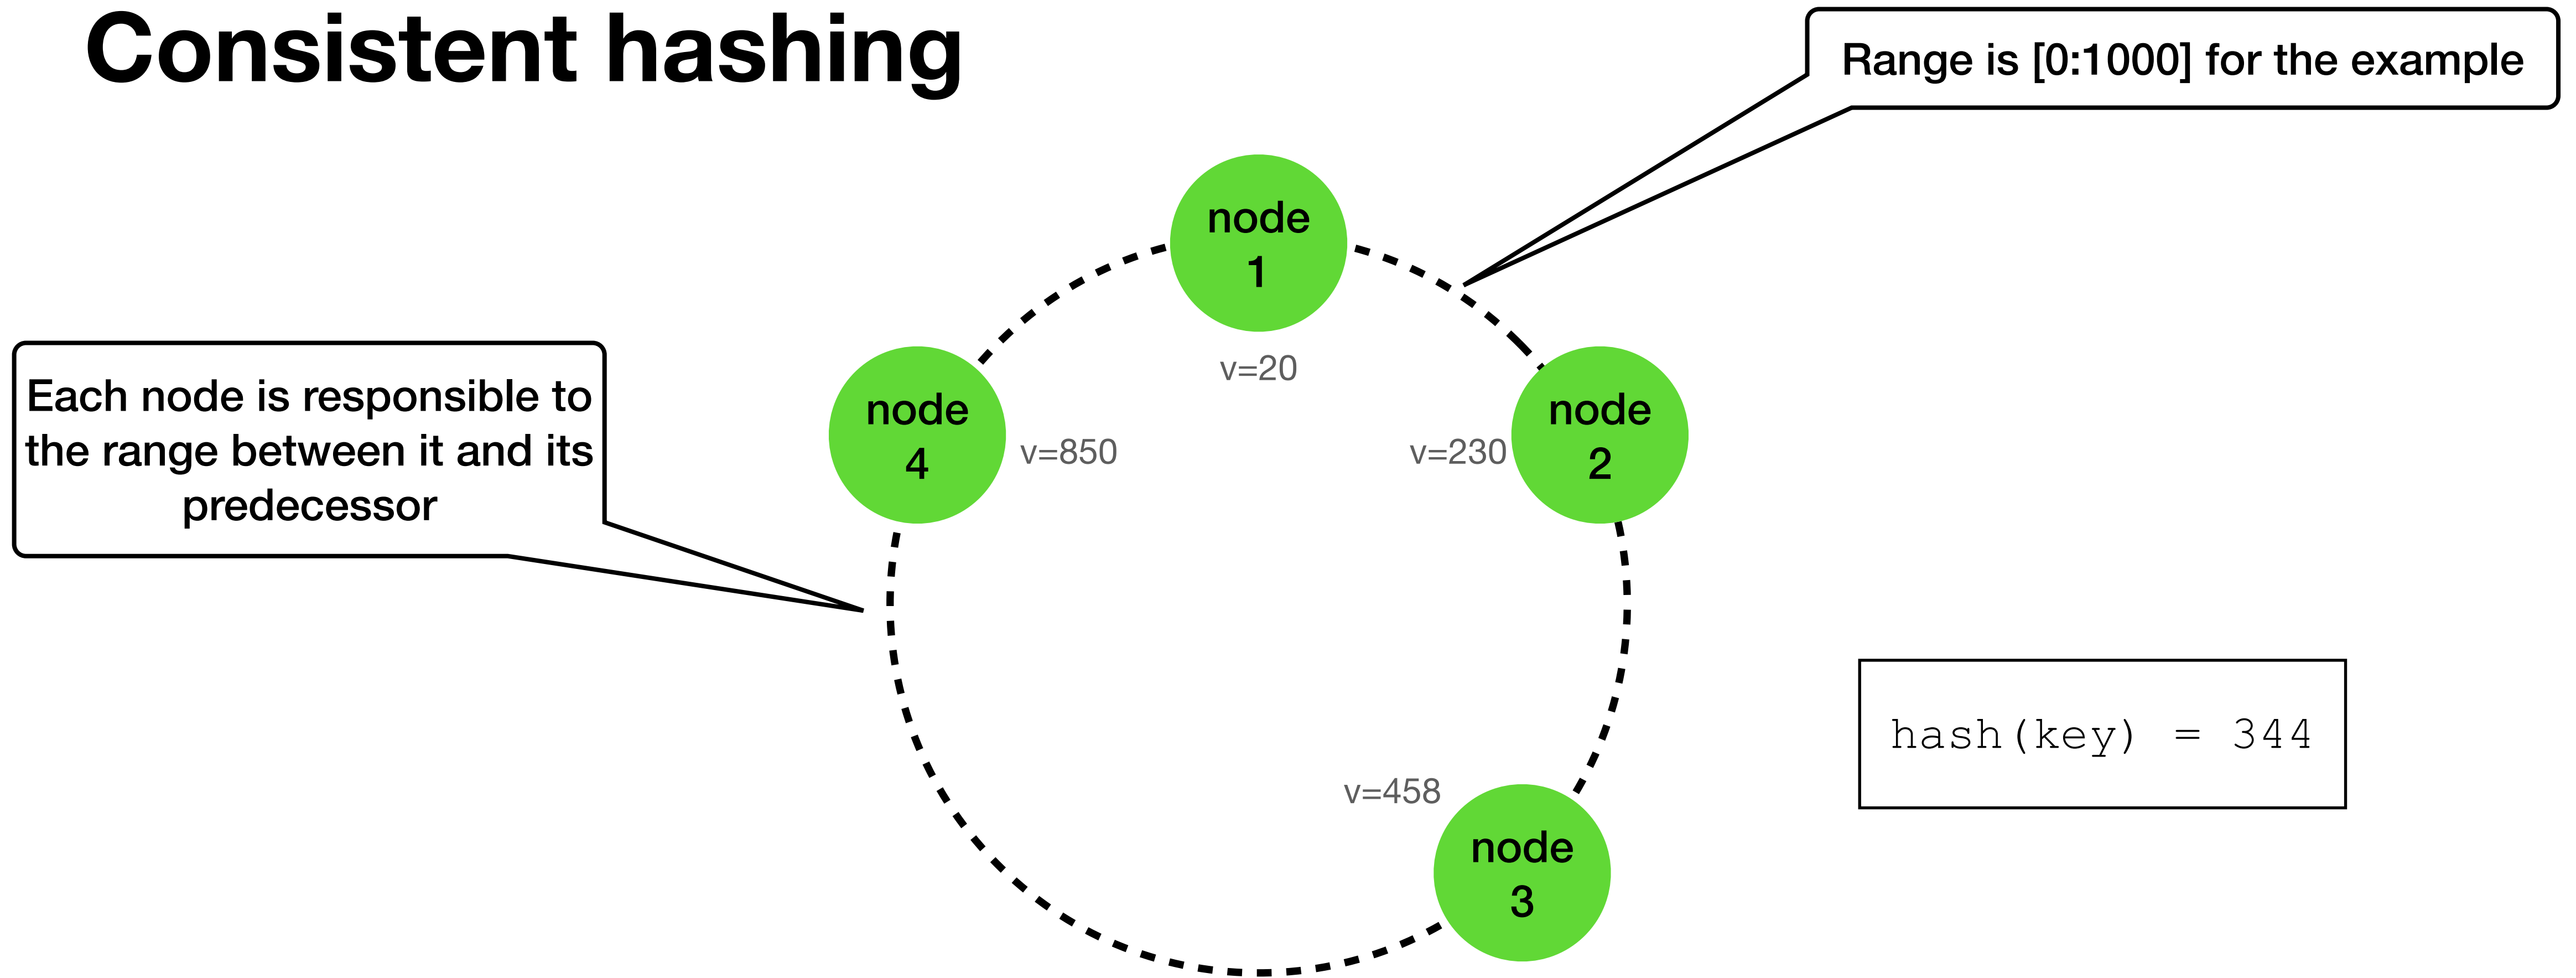 Consistent hashing
Range is [0:1000] for the example
node
1
v=20
Each node is responsible to
the range between it and its
predecessor
node
4
v=850
v=230
node
2
hash(key) = 344
v=458
node
3